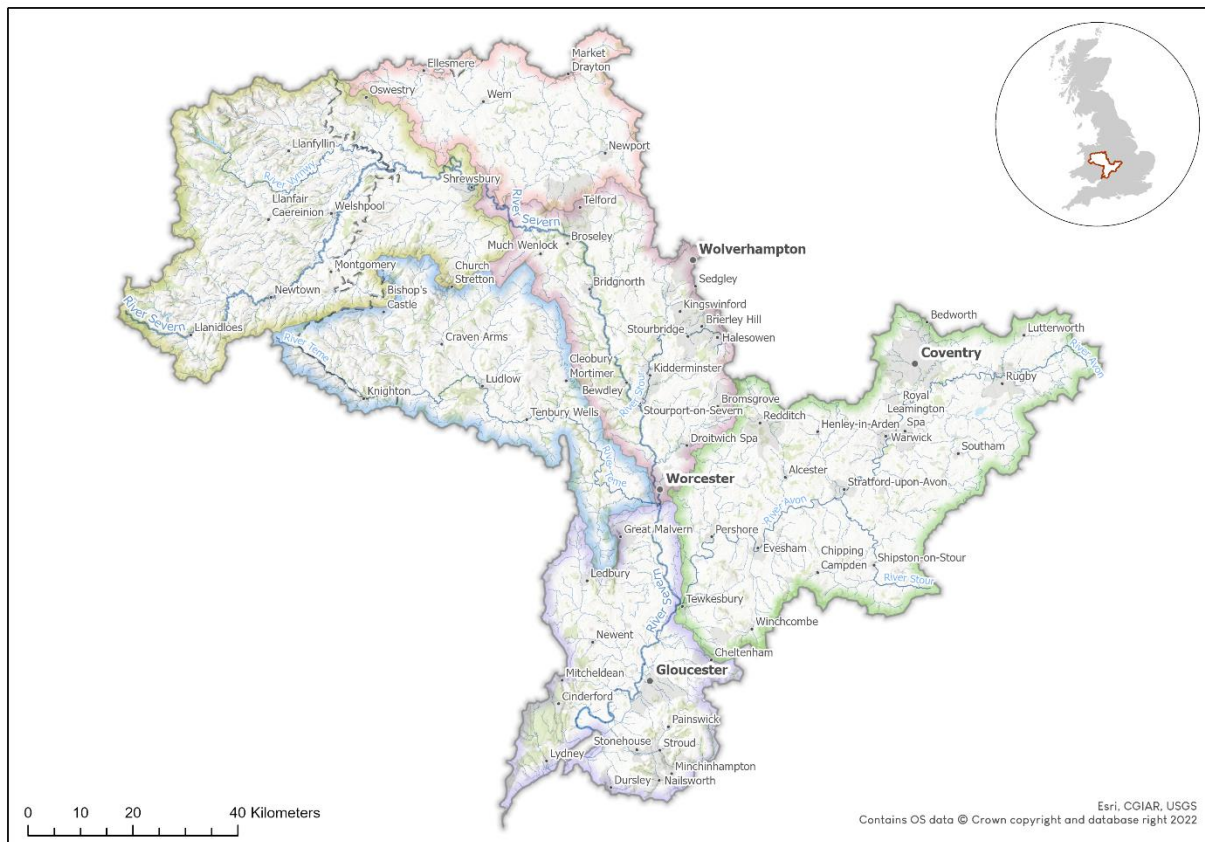 Market
Drayton
Ellesmere
Oswestry
Wem
Newport
Llanfyllin
River Vyrnwy
Shrewsbury
River Severn
Telford
Llanfair
Caereinion
Welshpool
Broseley
Much Wenlock
Wolverhampton
Sedgley
Montgomery
Church
Stretton
Bishop's
Castle
Bridgnorth
Newtown
River Severn
Llanidloes
Kingswinford
Brierley Hill
Stourbridge
Halesowen
River Teme
Craven Arms
Bedworth
Lutterworth
Coventry
River Avon
Rugby
Cleobury
Mortimer
Kidderminster
Ludlow
Bewdley
River Stour
Knighton
Royal
Leamington
Spa
Bromsgrove
Stourport-on-Severn
Redditch
Tenbury Wells
Henley-in-Arden
Warwick
Droitwich Spa
Southam
River Teme
Alcester
Worcester
Stratford-upon-Avon
River Avon
Great Malvern
Pershore
Evesham
Chipping
Campden
Shipston-on-Stour
River Stour
Ledbury
River Severn
Tewkesbury
Winchcombe
Newent
Cheltenham
Mitcheldean
Gloucester
Cinderford
Painswick
Stonehouse
Stroud
Lydney
Minchinhampton
Nailsworth
Dursley
0 10 20 40 Kilometers
Esri, CGIAR, USGS
Contains OS data © Crown copyright and database right 2022